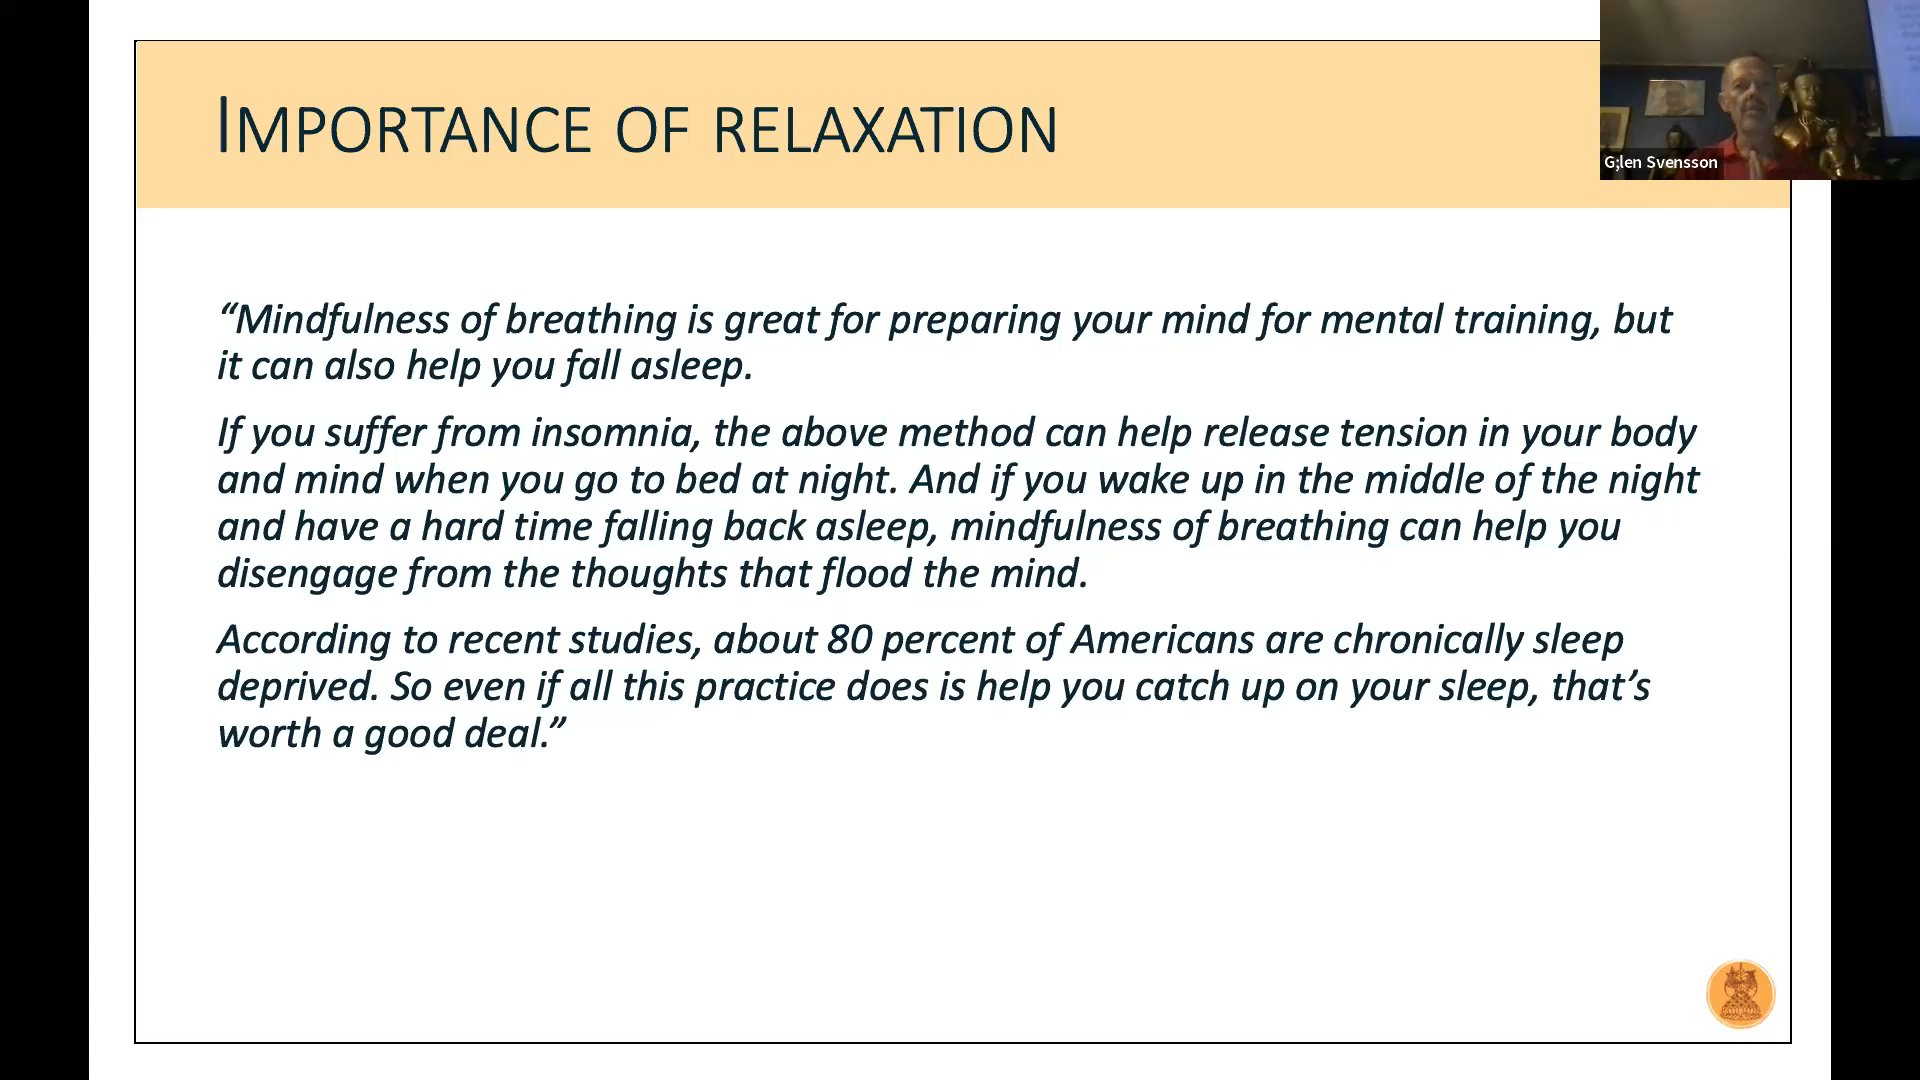 IMPORTANCE OF RELAXATION
G;len Svensson
“Mindfulness of breathing is great for preparing your mind for mental training, but
it can also help you fall asleep.
If you suffer from insomnia, the above method can help release tension in your body
and mind when you go to bed at night. And if you wake up in the middle of the night
and have a hard time falling back asleep, mindfulness of breathing can help you
disengage from the thoughts that flood the mind.
According to recent studies, about 80 percent of Americans are chronically sleep
deprived. So even if all this practice does is help you catch up on your sleep, that’s
worth a good deal.”